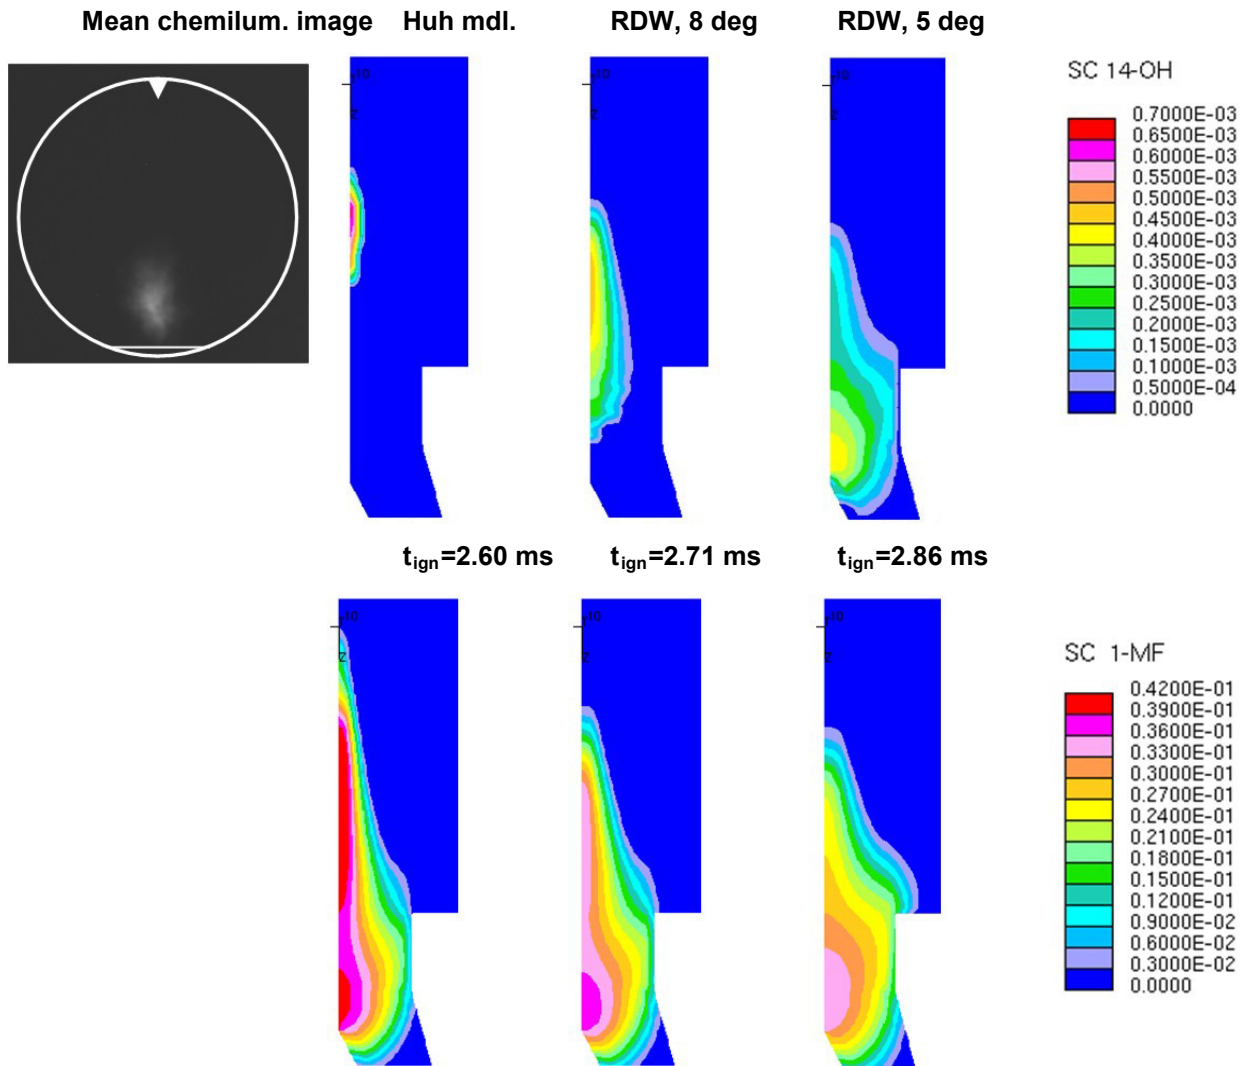 Mean chemilum. image Huh mdl. RDW, 8 deg RDW, 5 deg
10 10 10
Z Z Z
SC 14-OH
0.7000E-03
0.6500E-03
0.6000E-03
0.5500E-03
0.5000E-03
0.4500E-03
0.4000E-03
0.3500E-03
0.3000E-03
0.2500E-03
0.2000E-03
0.1500E-03
0.1000E-03
0.5000E-04
0.0000
tign=2.60 ms tign=2.71 ms tign=2.86 ms
10 10 10
Z Z Z
SC 1-MF
0.4200E-01
0.3900E-01
0.3600E-01
0.3300E-01
0.3000E-01
0.2700E-01
0.2400E-01
0.2100E-01
0.1800E-01
0.1500E-01
0.1200E-01
0.9000E-02
0.6000E-02
0.3000E-02
0.0000